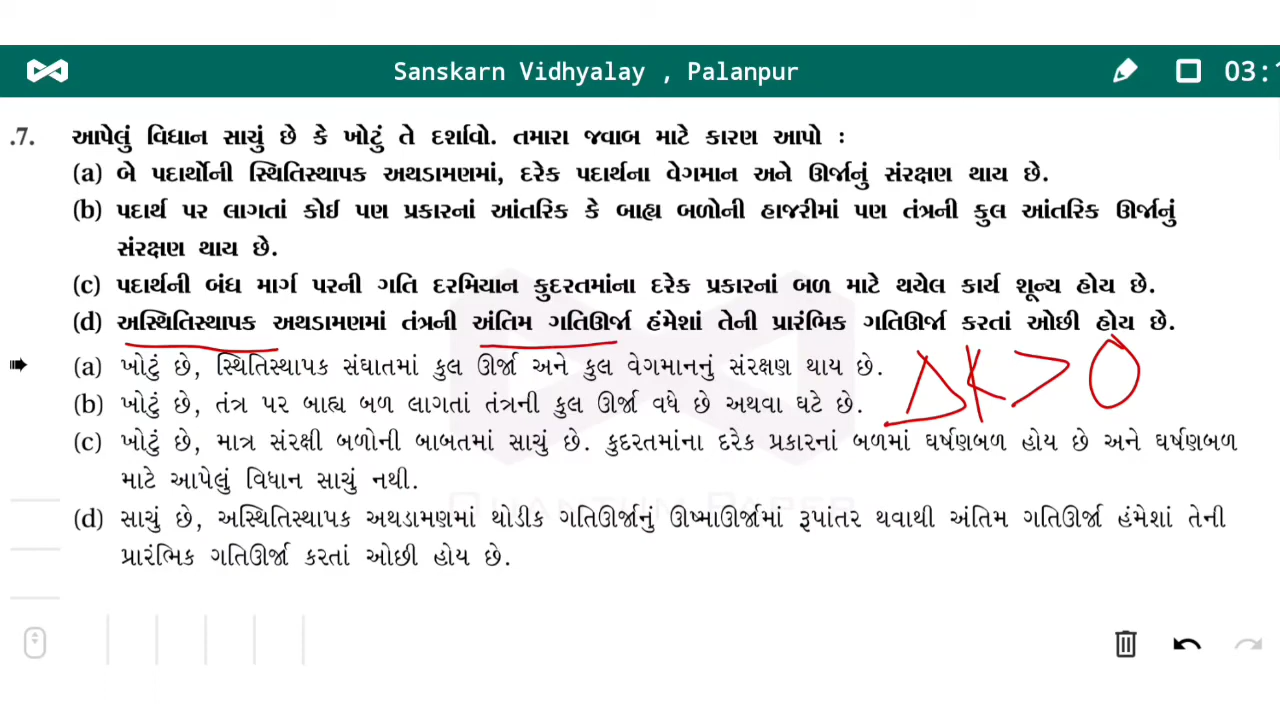 Sanskarn Vidhyalay , Palanpur
03:1
.7. આપેલું વિધાન સાચું છે કે ખોટું તે દર્શાવો. તમારા જવાબ માટે કારણ આપો :
(a) બે પદાર્થોની સ્થિતિસ્થાપક અથડામણમાં, દરેક પદાર્થના વેગમાન અને ઊર્જાનું સંરક્ષણ થાય છે.
(b) પદાર્થ પર લાગતાં કોઈ પણ પ્રકારનાં આંતરિક કે બાહ્ય બળોની હાજરીમાં પણ તંત્રની કુલ આંતરિક ઊર્જાનું
સંરક્ષણ થાય છે.
(c) પદાર્થની બંધ માર્ગ પરની ગતિ દરમિયાન કુદરતમાંના દરેક પ્રકારનાં બળ માટે થયેલ કાર્ય શૂન્ય હોય છે.
(d) અસ્થિતિસ્થાપક અથડામણમાં તંત્રની અંતિમ ગતિઊર્જા હંમેશાં તેની પ્રારંભિક ગતિઊર્જા કરતાં ઓછી હોય છે.
(a) ખોટું છે, સ્થિતિસ્થાપક સંઘાતમાં કુલ ઊર્જા અને કુલ વેગમાનનું સંરક્ષણ થાય છે.
ΔK>0
(b) ખોટું છે, તંત્ર પર બાહ્ય બળ લાગતાં તંત્રની કુલ ઊર્જા વધે છે અથવા ઘટે છે.
(c) ખોટું છે, માત્ર સંરક્ષી બળોની બાબતમાં સાચું છે. કુદરતમાંના દરેક પ્રકારનાં બળમાં ઘર્ષણબળ હોય છે અને ઘર્ષણબળ
માટે આપેલું વિધાન સાચું નથી.
(d) સાચું છે, અસ્થિતિસ્થાપક અથડામણમાં થોડીક ગતિઊર્જાનું ઊષ્માઊર્જામાં રૂપાંતર થવાથી અંતિમ ગતિઊર્જા હંમેશાં તેની
પ્રારંભિક ગતિઊર્જા કરતાં ઓછી હોય છે.
QUANTUM PAPER